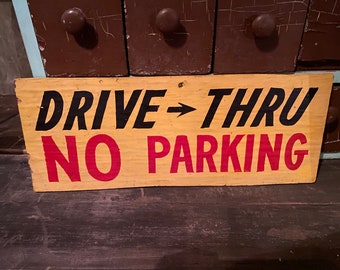 DRIVE → THRU
NO PARKING